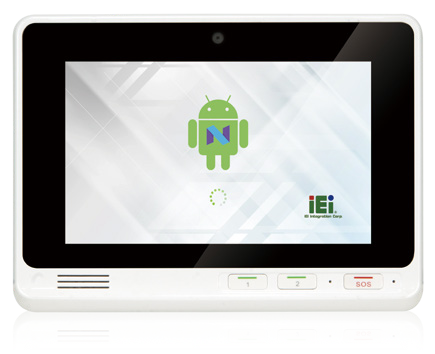 N
iEi
IEI Integration Corp.
1
2
SOS